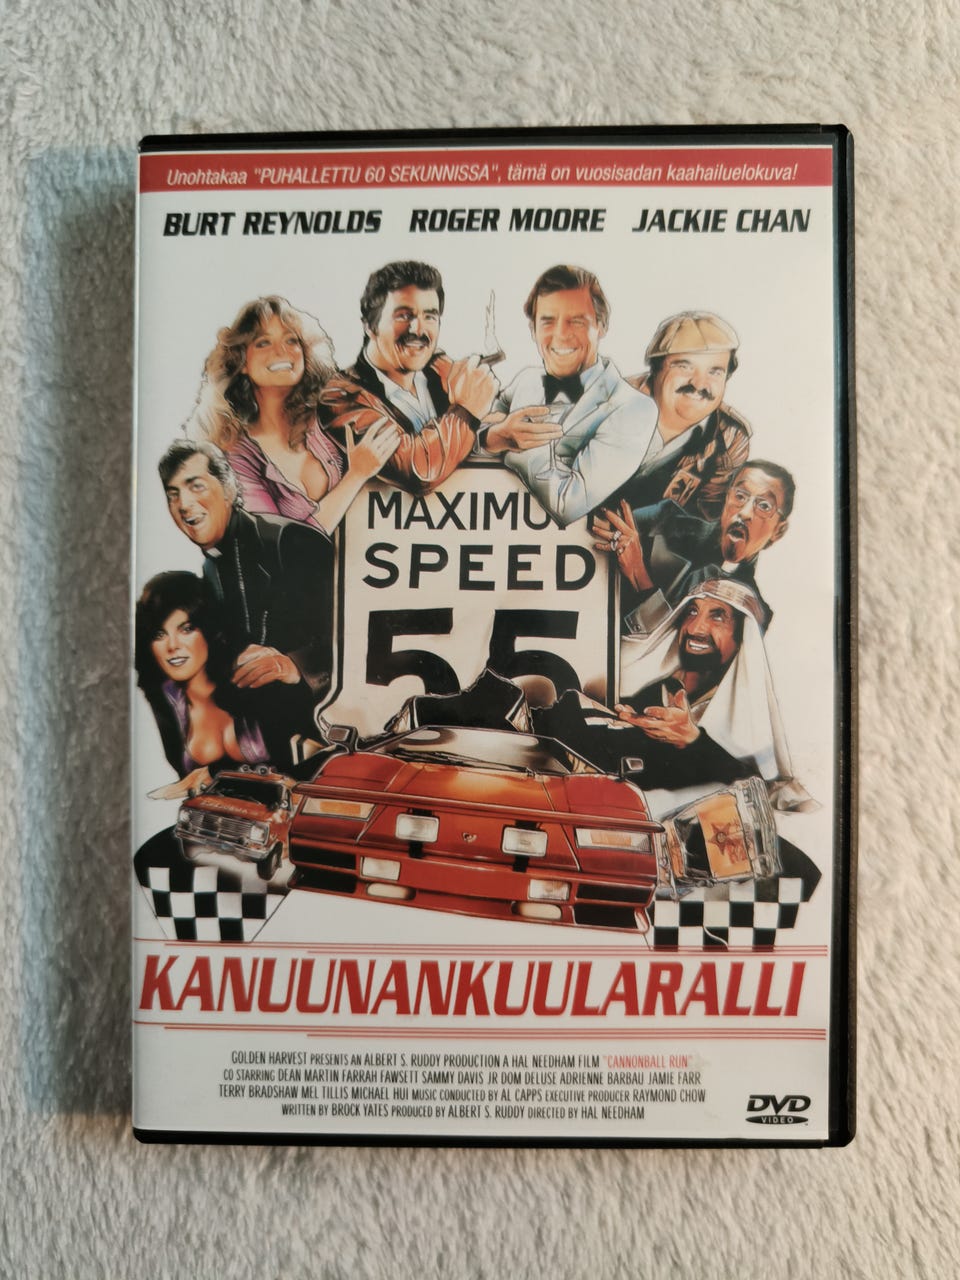 Unohtakaa "PUHALLETTU 60 SEKUNNISSA", tämä on vuosisadan kaahailuelokuva!
BURT REYNOLDS ROGER MOORE JACKIE CHAN
MAXIMU
SPEED
55
KANUUNANKUULARALLI
GOLDEN HARVEST PRESENTS AN ALBERT S. RUDDY PRODUCTION A HAL NEEDHAM FILM "CANNONBALL RUN"
CO STARRING DEAN MARTIN FARRAH FAWSETT SAMMY DAVIS JR DOM DELUSE ADRIENNE BARBAU JAMIE FARR
TERRY BRADSHAW MEL TILLIS MICHAEL HUI MUSIC CONDUCTED BY AL CAPPS EXECUTIVE PRODUCER RAYMOND CHOW
WRITTEN BY BROCK YATES PRODUCED BY ALBERT S. RUDDY DIRECTED BY HAL NEEDHAM
DVD
VIDEO